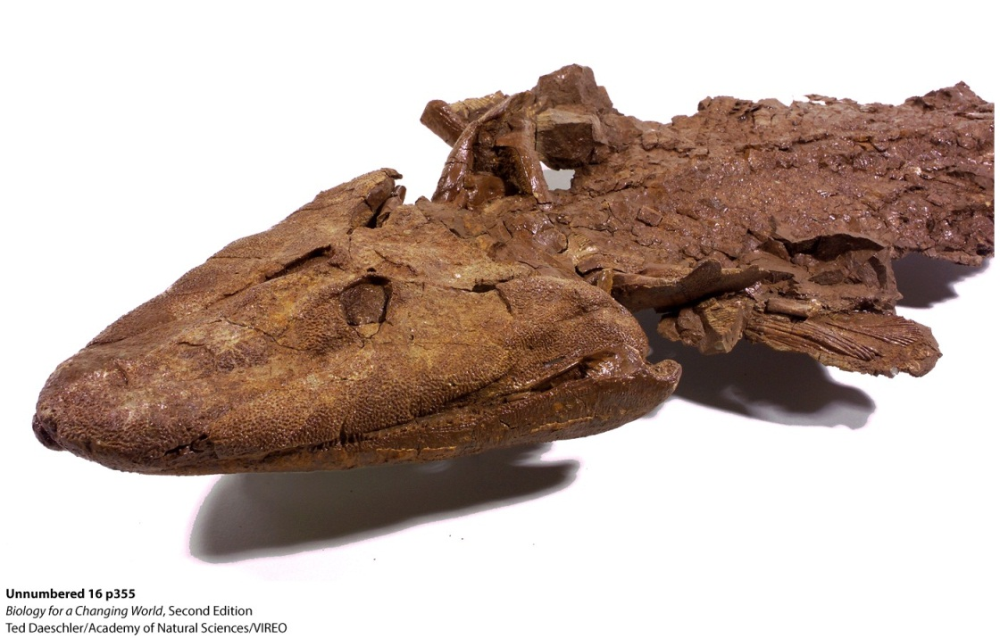 Unnumbered 16 p355
Biology for a Changing World, Second Edition
Ted Daeschler/Academy of Natural Sciences/VIREO